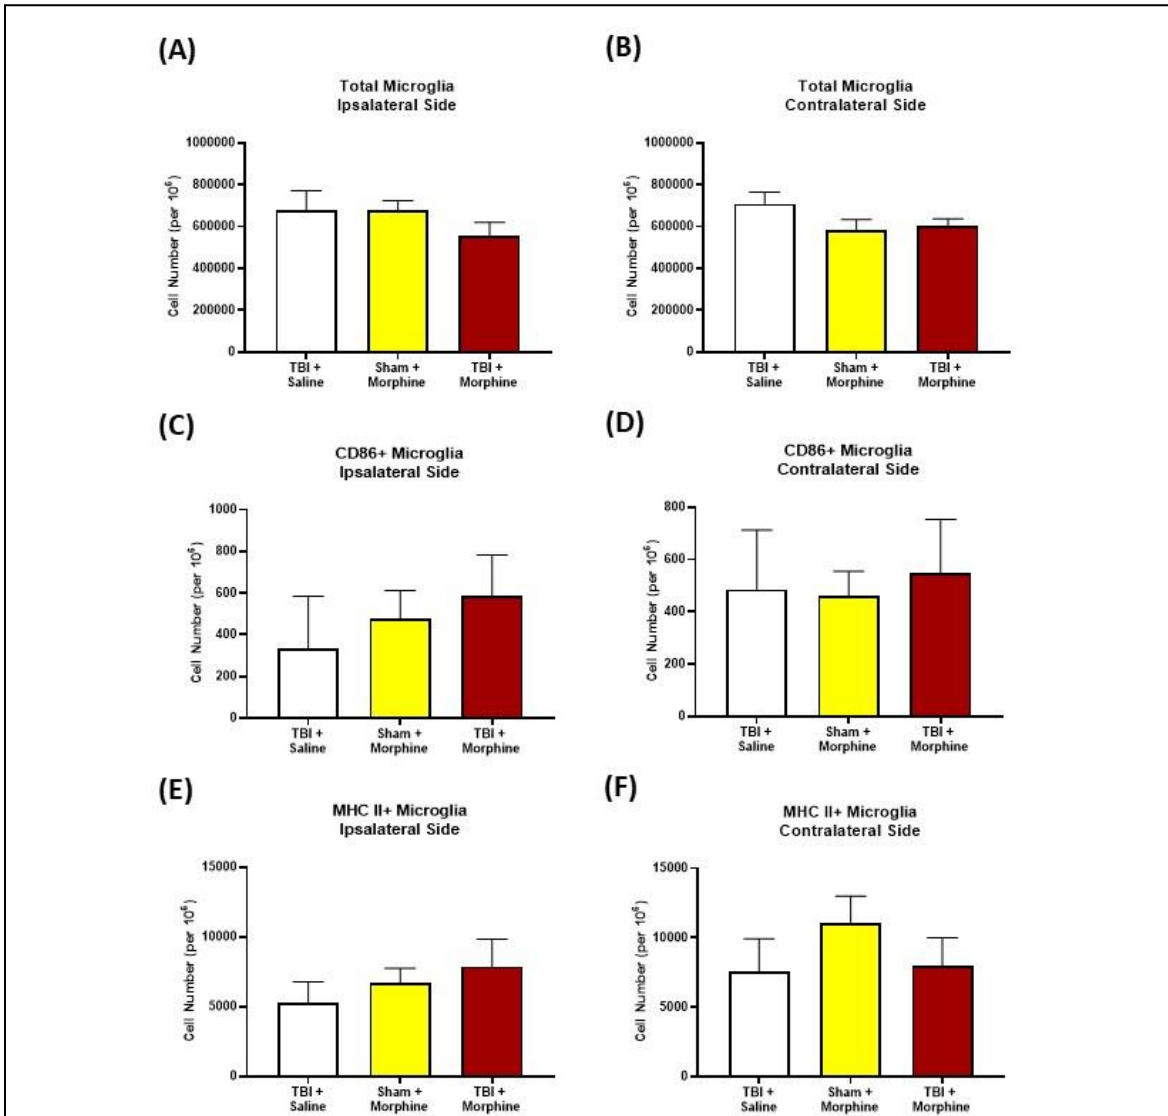 (A)
Total Microglia
Ipsalateral Side
Cell Number (per 10⁶)
1000000
800000
600000
400000
200000
0
TBI + Saline
Sham + Morphine
TBI + Morphine
(B)
Total Microglia
Contralateral Side
Cell Number (per 10⁶)
1000000
800000
600000
400000
200000
0
TBI + Saline
Sham + Morphine
TBI + Morphine
(C)
CD86+ Microglia
Ipsalateral Side
Cell Number (per 10⁶)
1000
800
600
400
200
0
TBI + Saline
Sham + Morphine
TBI + Morphine
(D)
CD86+ Microglia
Contralateral Side
Cell Number (per 10⁶)
800
600
400
200
0
TBI + Saline
Sham + Morphine
TBI + Morphine
(E)
MHC II+ Microglia
Ipsalateral Side
Cell Number (per 10⁶)
15000
10000
5000
0
TBI + Saline
Sham + Morphine
TBI + Morphine
(F)
MHC II+ Microglia
Contralateral Side
Cell Number (per 10⁶)
15000
10000
5000
0
TBI + Saline
Sham + Morphine
TBI + Morphine